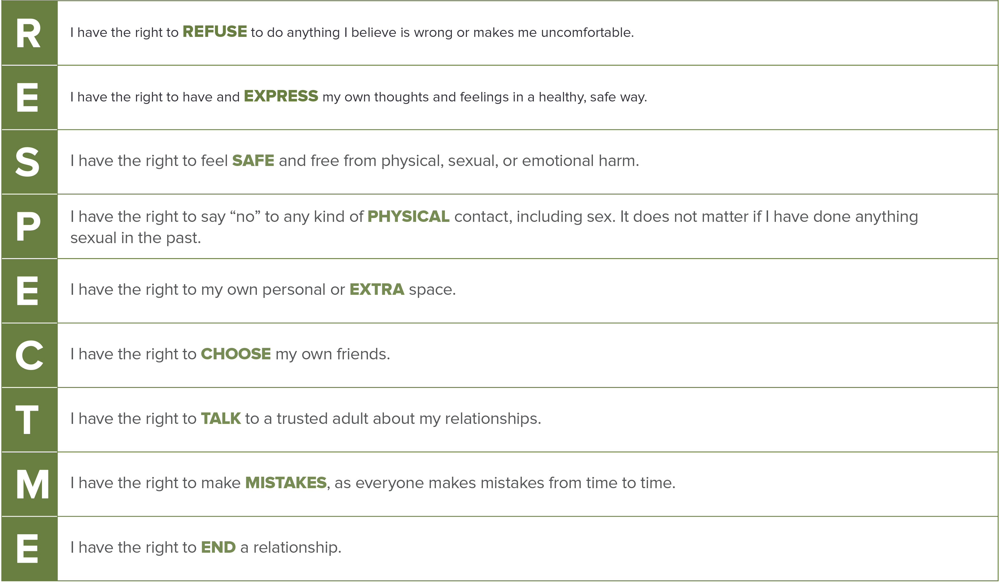 R
I have the right to REFUSE to do anything I believe is wrong or makes me uncomfortable.
E
I have the right to have and EXPRESS my own thoughts and feelings in a healthy, safe way.
S
I have the right to feel SAFE and free from physical, sexual, or emotional harm.
P
I have the right to say “no” to any kind of PHYSICAL contact, including sex. It does not matter if I have done anything
sexual in the past.
E
I have the right to my own personal or EXTRA space.
C
I have the right to CHOOSE my own friends.
T
I have the right to TALK to a trusted adult about my relationships.
M
I have the right to make MISTAKES, as everyone makes mistakes from time to time.
E
I have the right to END a relationship.